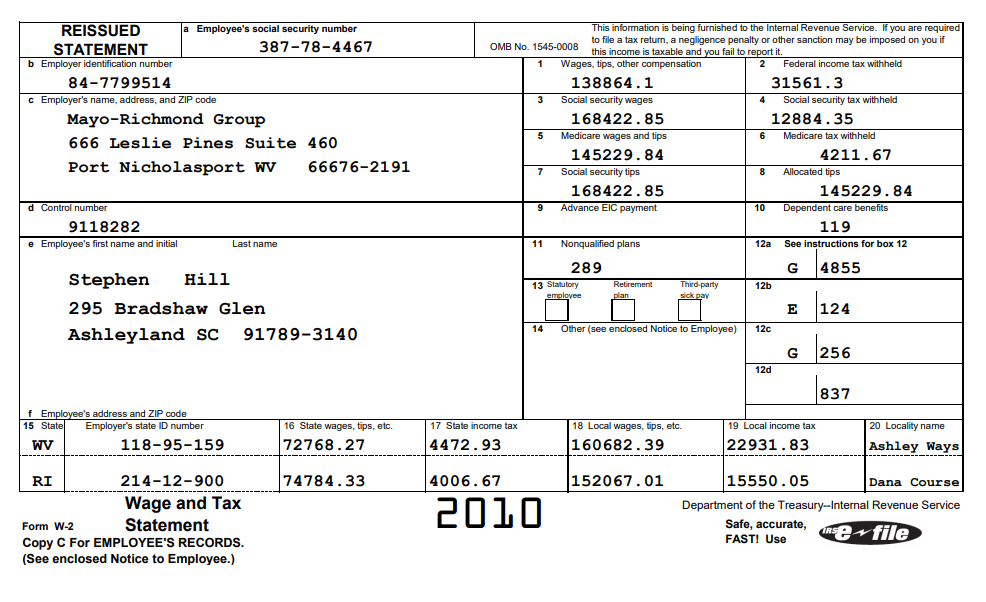 REISSUED
STATEMENT
a Employee's social security number
387-78-4467
OMB No. 1545-0008
This information is being furnished to the Internal Revenue Service. If you are required
to file a tax return, a negligence penalty or other sanction may be imposed on you if
this income is taxable and you fail to report it.
b Employer identification number
84-7799514
1 Wages, tips, other compensation
138864.1
2 Federal income tax withheld
31561.3
c Employer's name, address, and ZIP code
Mayo-Richmond Group
666 Leslie Pines Suite 460
Port Nicholasport WV 66676-2191
3 Social security wages
168422.85
4 Social security tax withheld
12884.35
5 Medicare wages and tips
145229.84
6 Medicare tax withheld
4211.67
7 Social security tips
168422.85
8 Allocated tips
145229.84
d Control number
9118282
9 Advance EIC payment
10 Dependent care benefits
119
e Employee's first name and initial Last name
Stephen Hill
295 Bradshaw Glen
Ashleyland SC 91789-3140
11 Nonqualified plans
289
12a See instructions for box 12
G 4855
13 Statutory employee
Retirement plan
Third-party sick pay
12b
E 124
14 Other (see enclosed Notice to Employee)
12c
G 256
12d
837
f Employee's address and ZIP code
15 State Employer's state ID number 16 State wages, tips, etc. 17 State income tax 18 Local wages, tips, etc. 19 Local income tax 20 Locality name
WV 118-95-159 72768.27 4472.93 160682.39 22931.83 Ashley Ways
RI 214-12-900 74784.33 4006.67 152067.01 15550.05 Dana Course
Form W-2
Wage and Tax
Statement
2010
Department of the Treasury--Internal Revenue Service
Copy C For EMPLOYEE'S RECORDS.
(See enclosed Notice to Employee.)
Safe, accurate,
FAST! Use
IRS e-file